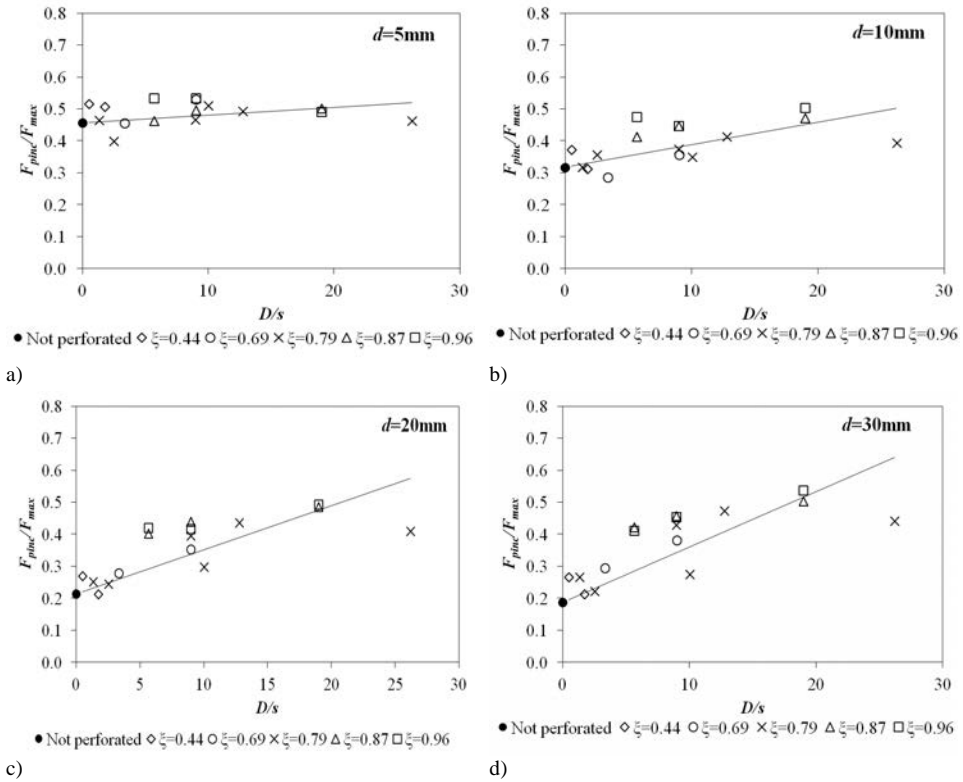 d=5mm
F_pinc/F_max
0.8
0.7
0.6
0.5
0.4
0.3
0.2
0.1
0.0
0 10 20 30
D/s
● Not perforated ◇ ξ=0.44 ○ ξ=0.69 × ξ=0.79 △ ξ=0.87 □ ξ=0.96
a)
d=10mm
F_pinc/F_max
0.8
0.7
0.6
0.5
0.4
0.3
0.2
0.1
0.0
0 10 20 30
D/s
● Not perforated ◇ ξ=0.44 ○ ξ=0.69 × ξ=0.79 △ ξ=0.87 □ ξ=0.96
b)
d=20mm
F_pinc/F_max
0.8
0.7
0.6
0.5
0.4
0.3
0.2
0.1
0.0
0 5 10 15 20 25 30
D/s
● Not perforated ◇ ξ=0.44 ○ ξ=0.69 × ξ=0.79 △ ξ=0.87 □ ξ=0.96
c)
d=30mm
F_pinc/F_max
0.8
0.7
0.6
0.5
0.4
0.3
0.2
0.1
0.0
0 10 20 30
D/s
● Not perforated ◇ ξ=0.44 ○ ξ=0.69 × ξ=0.79 △ ξ=0.87 □ ξ=0.96
d)